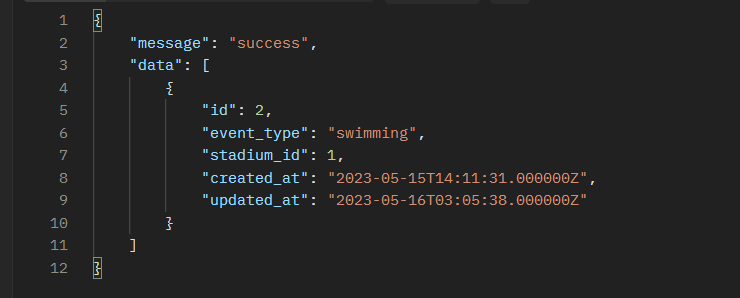 1 {
2 "message": "success",
3 "data": [
4 {
5 "id": 2,
6 "event_type": "swimming",
7 "stadium_id": 1,
8 "created_at": "2023-05-15T14:11:31.000000Z",
9 "updated_at": "2023-05-16T03:05:38.000000Z"
10 }
11 ]
12 }